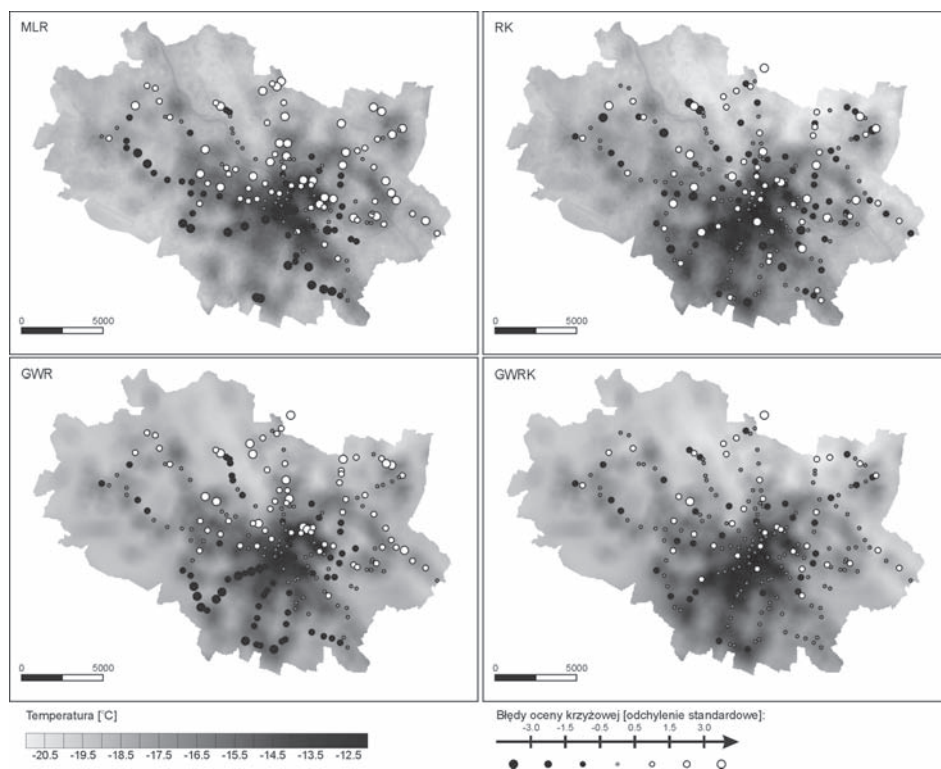 MLR
RK
0 5000
0 5000
GWR
GWRK
0 5000
0 5000
Temperatura [°C]
-20.5 -19.5 -18.5 -17.5 -16.5 -15.5 -14.5 -13.5 -12.5
Błędy oceny krzyżowej [odchylenie standardowe]:
-3.0 -1.5 -0.5 0.5 1.5 3.0